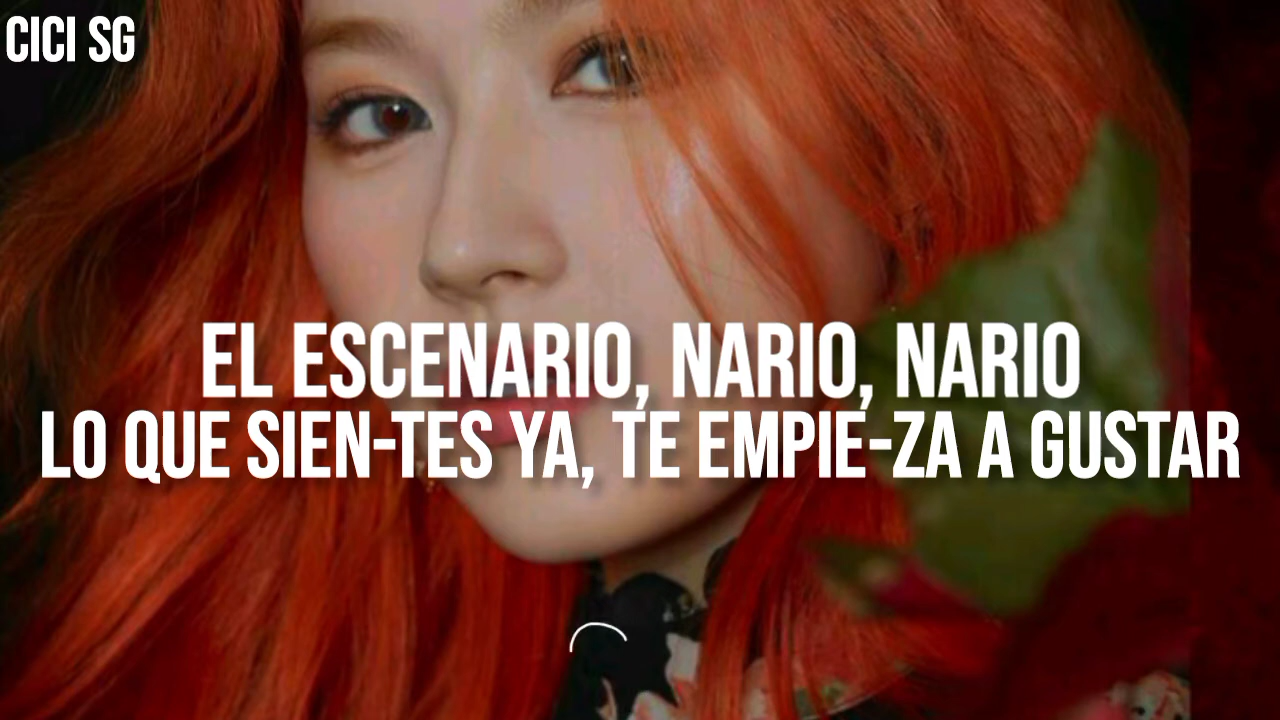 CICI SG
EL ESCENARIO, NARIO, NARIO
LO QUE SIEN-TES YA, TE EMPIE-ZA A GUSTAR